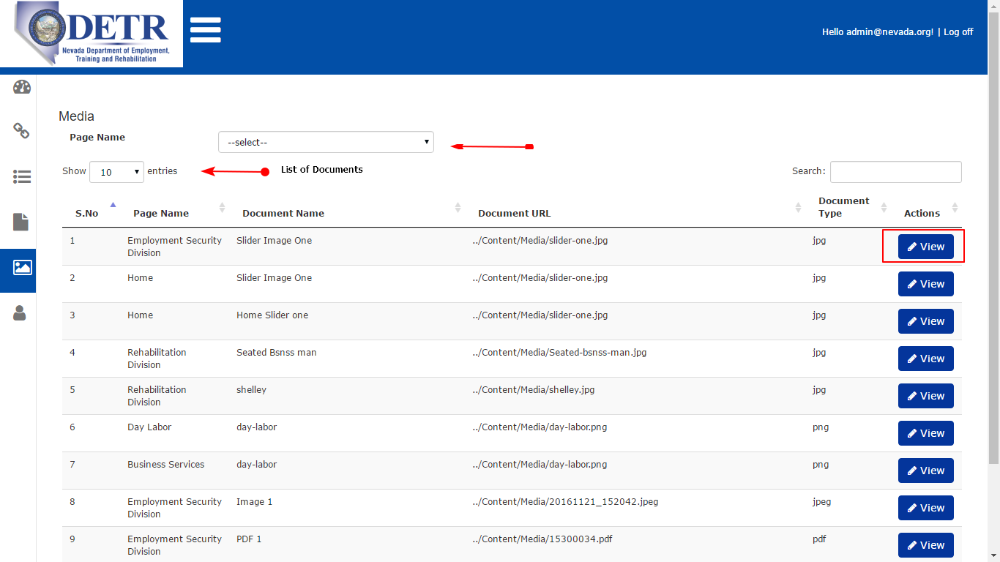 DETR
Nevada Department of Employment,
Training and Rehabilitation
Hello admin@nevada.org! | Log off
Media
Page Name --select--
Show 10 entries List of Documents Search:
S.No Page Name Document Name Document URL Document Type Actions
1 Employment Security Division Slider Image One ../Content/Media/slider-one.jpg jpg View
2 Home Slider Image One ../Content/Media/slider-one.jpg jpg View
3 Home Home Slider one ../Content/Media/slider-one.jpg jpg View
4 Rehabilitation Division Seated Bsnss man ../Content/Media/Seated-bsnss-man.jpg jpg View
5 Rehabilitation Division shelley ../Content/Media/shelley.jpg jpg View
6 Day Labor day-labor ../Content/Media/day-labor.png png View
7 Business Services day-labor ../Content/Media/day-labor.png png View
8 Employment Security Division Image 1 ../Content/Media/20161121_152042.jpeg jpeg View
9 Employment Security Division PDF 1 ../Content/Media/15300034.pdf pdf View